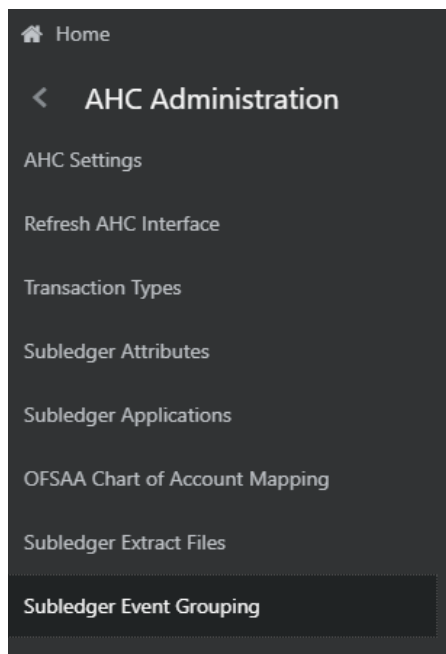 Home
AHC Administration
AHC Settings
Refresh AHC Interface
Transaction Types
Subledger Attributes
Subledger Applications
OFSAA Chart of Account Mapping
Subledger Extract Files
Subledger Event Grouping